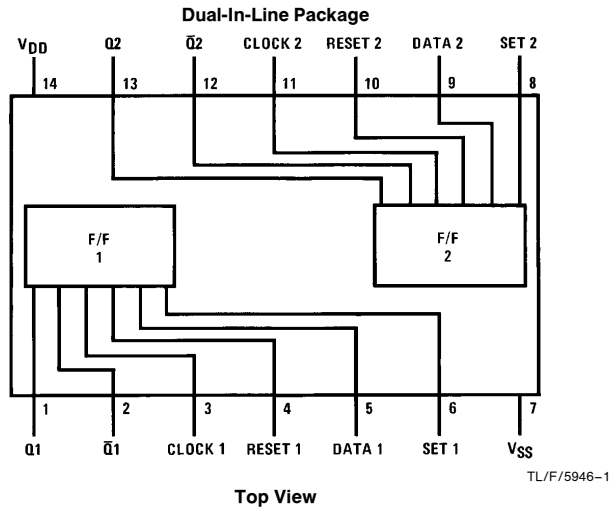 Dual-In-Line Package
VDD Q2 Q̅2 CLOCK 2 RESET 2 DATA 2 SET 2
14 13 12 11 10 9 8
F/F
1
F/F
2
1 2 3 4 5 6 7
Q1 Q̅1 CLOCK 1 RESET 1 DATA 1 SET 1 VSS
TL/F/5946–1
Top View